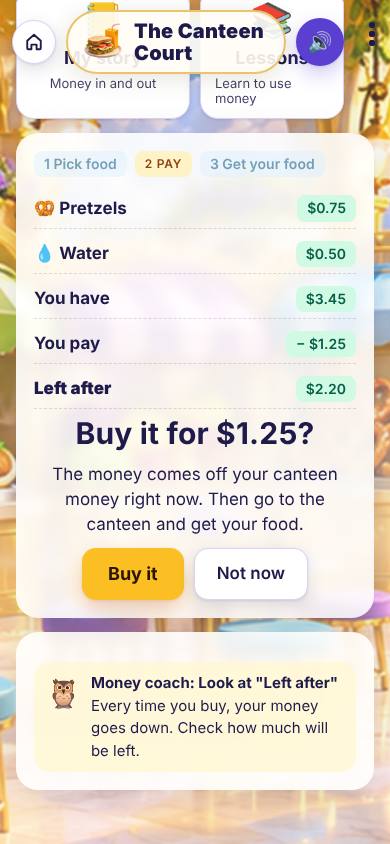 The Canteen
Court
My story
Money in and out
Lessons
Learn to use
money
1 Pick food
2 PAY
3 Get your food
Pretzels $0.75
Water $0.50
You have $3.45
You pay − $1.25
Left after $2.20
Buy it for $1.25?
The money comes off your canteen
money right now. Then go to the
canteen and get your food.
Buy it
Not now
Money coach: Look at "Left after"
Every time you buy, your money
goes down. Check how much will
be left.